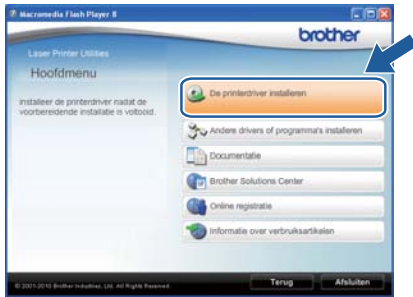 Macromedia Flash Player 8
brother
Laser Printer Utilities
Hoofdmenu
Installeer de printerdriver nadat de
voorbereidende installatie is voltooid.
De printerdriver installeren
Andere drivers of programma's installeren
Documentatie
Brother Solutions Center
Online registratie
Informatie over verbruiksartikelen
© 2001-2010 Brother Industries, Ltd. All Rights Reserved.
Terug
Afsluiten